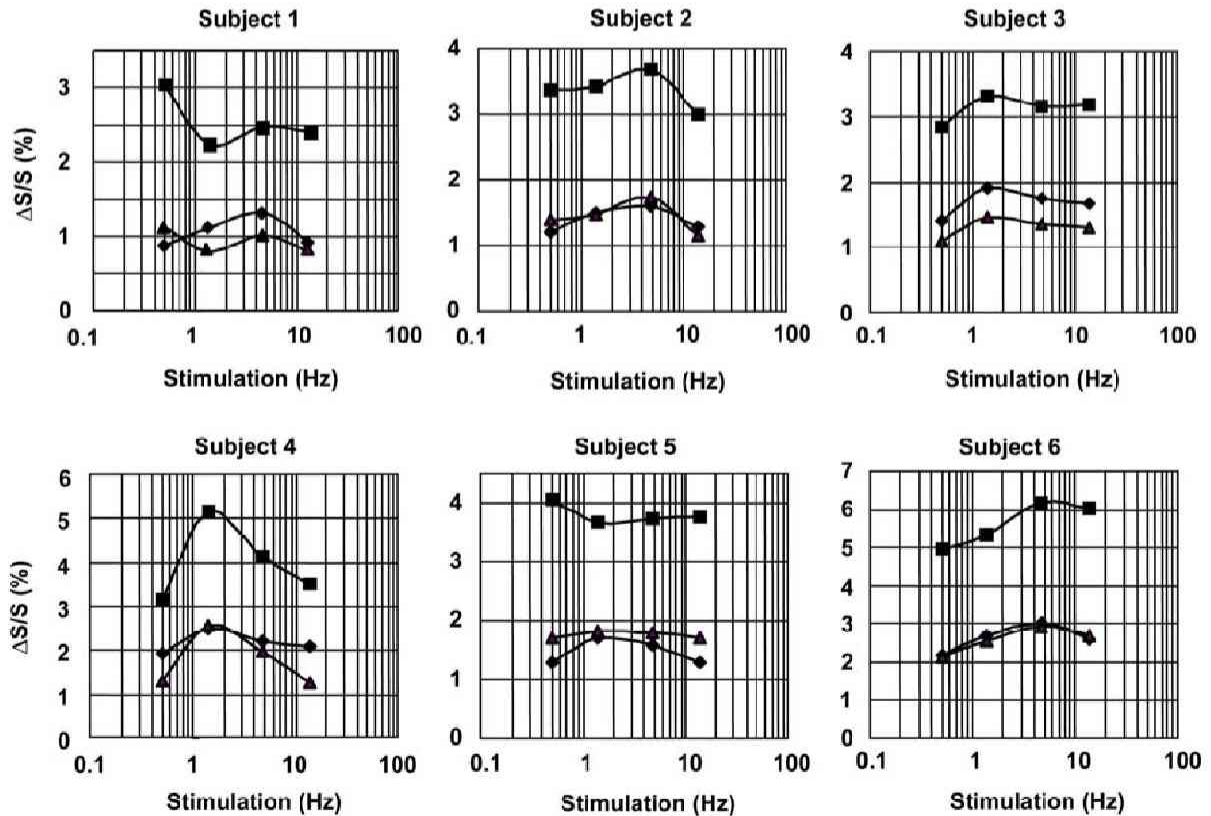 Subject 1
Subject 2
Subject 3
ΔS/S (%)
3
2
1
0
0.1 1 10 100
Stimulation (Hz)
4
3
2
1
0
0.1 1 10 100
Stimulation (Hz)
4
3
2
1
0
0.1 1 10 100
Stimulation (Hz)
Subject 4
Subject 5
Subject 6
ΔS/S (%)
6
5
4
3
2
1
0
0.1 1 10 100
Stimulation (Hz)
4
3
2
1
0
0.1 1 10 100
Stimulation (Hz)
7
6
5
4
3
2
1
0
0.1 1 10 100
Stimulation (Hz)